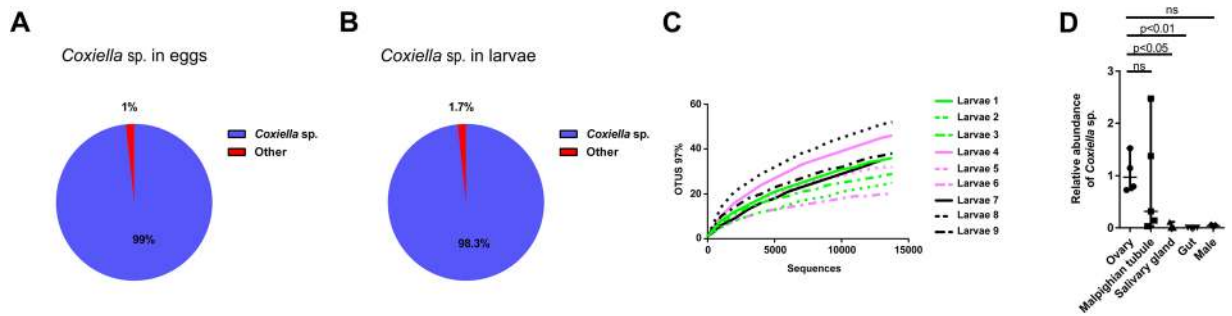 A
Coxiella sp. in eggs
1%
99%
Coxiella sp.
Other
B
Coxiella sp. in larvae
1.7%
98.3%
Coxiella sp.
Other
C
OTUS 97%
60
40
20
0
0
5000
10000
15000
Sequences
Larvae 1
Larvae 2
Larvae 3
Larvae 4
Larvae 5
Larvae 6
Larvae 7
Larvae 8
Larvae 9
D
ns
p<0.01
p<0.05
ns
Relative abundance
of Coxiella sp.
3
2
1
0
Ovary
Malpighian tubule
Salivary gland
Gut
Male